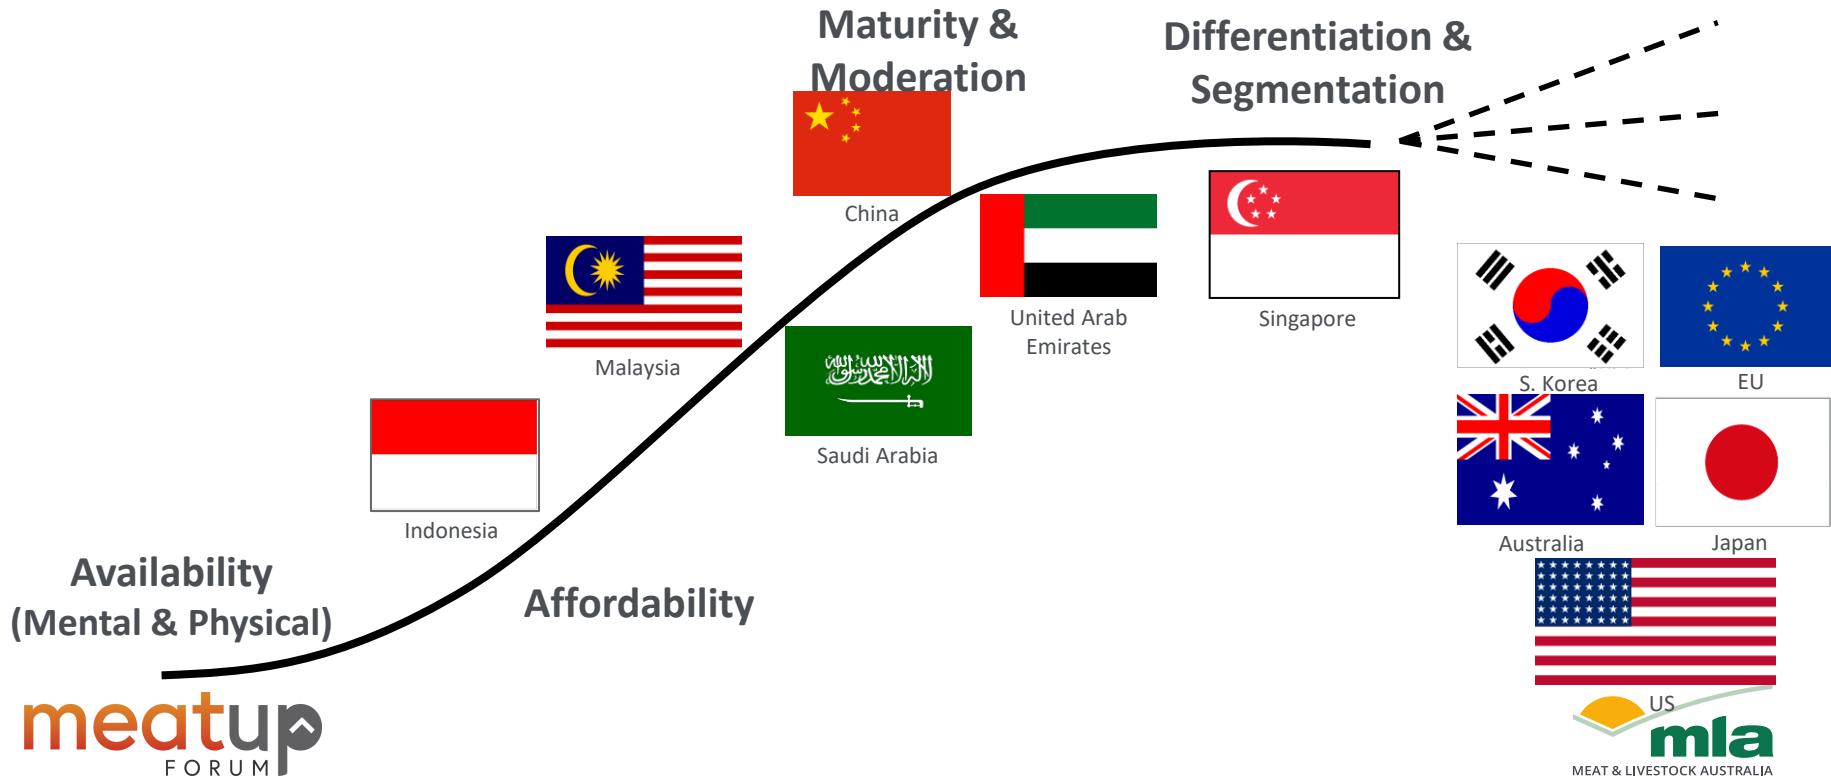 Maturity &
Moderation
Differentiation &
Segmentation
China
Malaysia
United Arab
Emirates
Singapore
S. Korea
EU
Saudi Arabia
Indonesia
Australia
Japan
Availability
(Mental & Physical)
Affordability
US
meatup
FORUM
mla
MEAT & LIVESTOCK AUSTRALIA